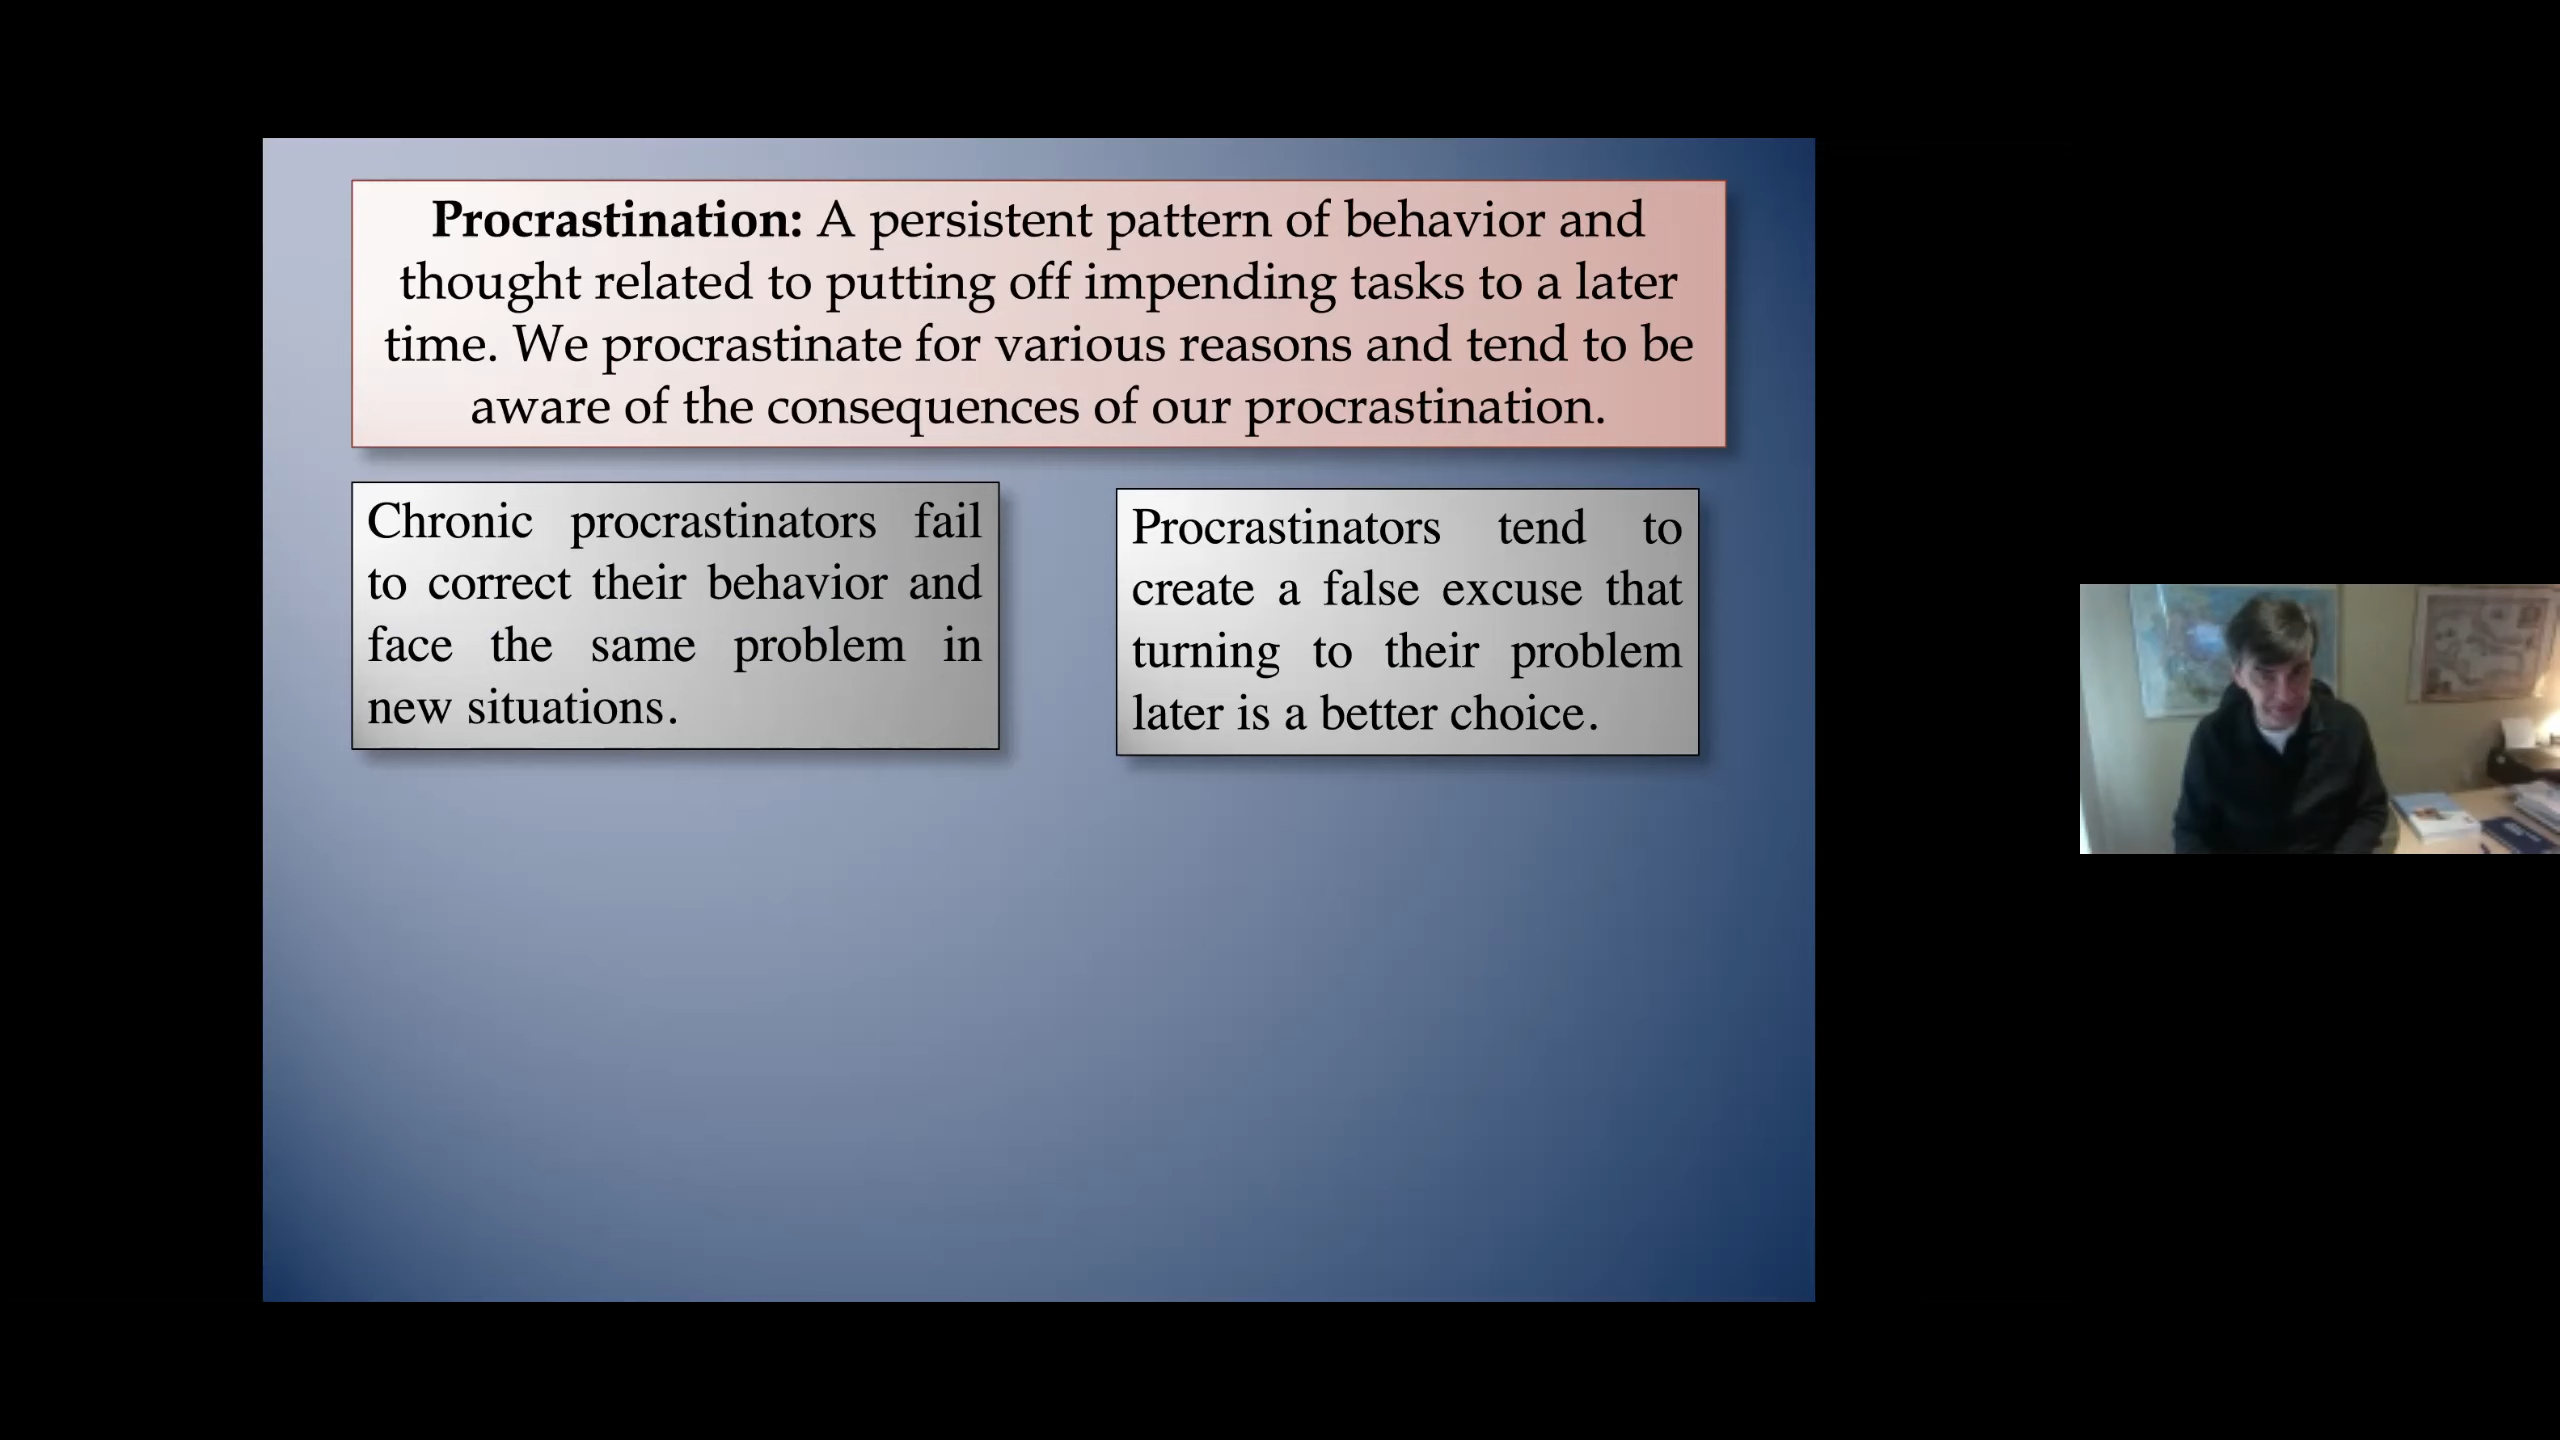 Procrastination: A persistent pattern of behavior and
thought related to putting off impending tasks to a later
time. We procrastinate for various reasons and tend to be
aware of the consequences of our procrastination.
Chronic procrastinators fail
to correct their behavior and
face the same problem in
new situations.
Procrastinators tend to
create a false excuse that
turning to their problem
later is a better choice.